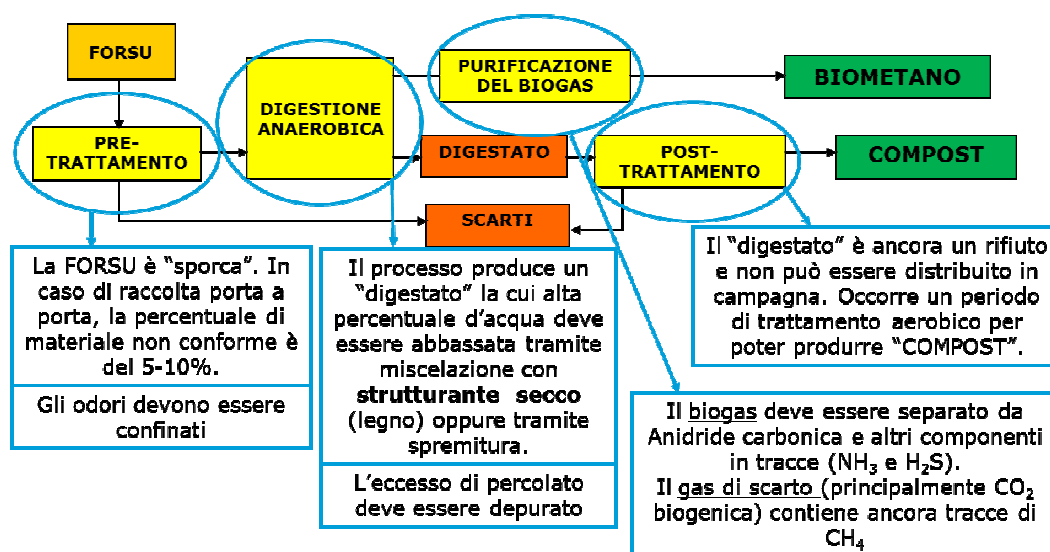 FORSU
PURIFICAZIONE
DEL BIOGAS
BIOMETANO
DIGESTIONE
ANAEROBICA
PRE-
TRATTAMENTO
DIGESTATO
POST-
TRATTAMENTO
COMPOST
SCARTI
La FORSU è “sporca”. In
caso di raccolta porta a
porta, la percentuale di
materiale non conforme è
del 5-10%.
Gli odori devono essere
confinati
Il processo produce un
“digestato” la cui alta
percentuale d’acqua deve
essere abbassata tramite
miscelazione con
strutturante secco
(legno) oppure tramite
spremitura.
L’eccesso di percolato
deve essere depurato
Il “digestato” è ancora un rifiuto
e non può essere distribuito in
campagna. Occorre un periodo
di trattamento aerobico per
poter produrre “COMPOST”.
Il biogas deve essere separato da
Anidride carbonica e altri componenti
in tracce (NH₃ e H₂S).
Il gas di scarto (principalmente CO₂
biogenica) contiene ancora tracce di
CH₄